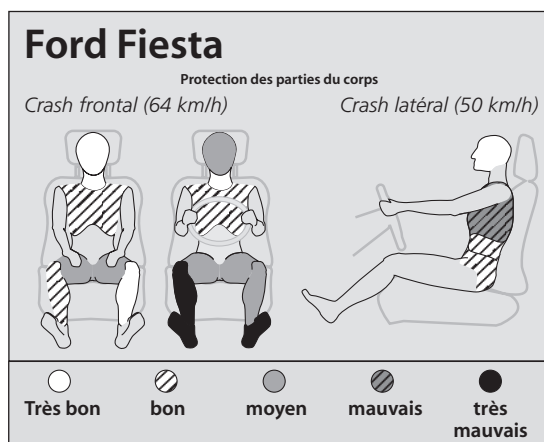 Ford Fiesta
Protection des parties du corps
Crash frontal (64 km/h) Crash latéral (50 km/h)
Très bon bon moyen mauvais très mauvais